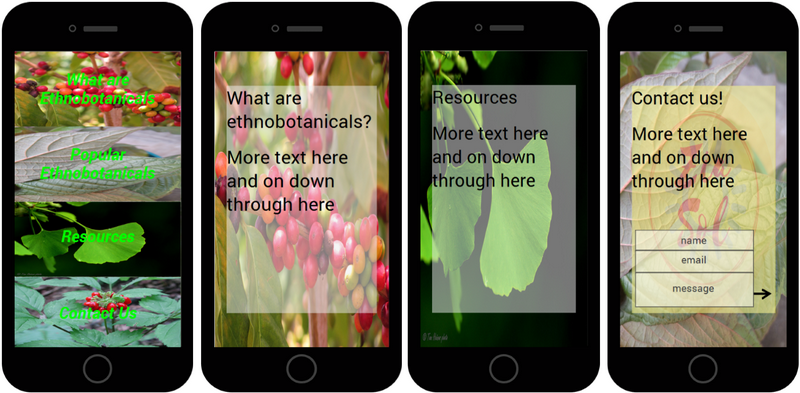 What are
Ethnobotanicals
Popular
Ethnobotanicals
Resources
Contact Us
What are
ethnobotanicals?
More text here
and on down
through here
Resources
More text here
and on down
through here
Contact us!
More text here
and on down
through here
Sol
name
email
message